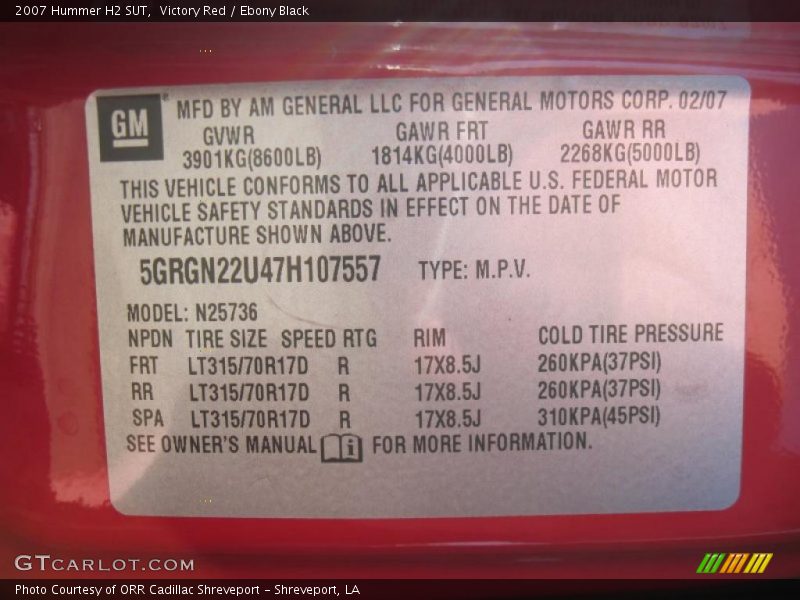 2007 Hummer H2 SUT,  Victory Red / Ebony Black
GM ® MFD BY AM GENERAL LLC FOR GENERAL MOTORS CORP. 02/07
GVWR GAWR FRT GAWR RR
3901KG(8600LB) 1814KG(4000LB) 2268KG(5000LB)
THIS VEHICLE CONFORMS TO ALL APPLICABLE U.S. FEDERAL MOTOR
VEHICLE SAFETY STANDARDS IN EFFECT ON THE DATE OF
MANUFACTURE SHOWN ABOVE.
5GRGN22U47H107557 TYPE: M.P.V.
MODEL: N25736
NPDN TIRE SIZE SPEED RTG RIM COLD TIRE PRESSURE
FRT LT315/70R17D R 17X8.5J 260KPA(37PSI)
RR LT315/70R17D R 17X8.5J 260KPA(37PSI)
SPA LT315/70R17D R 17X8.5J 310KPA(45PSI)
SEE OWNER'S MANUAL i FOR MORE INFORMATION.
GTCARLOT.COM
Photo Courtesy of ORR Cadillac Shreveport - Shreveport, LA